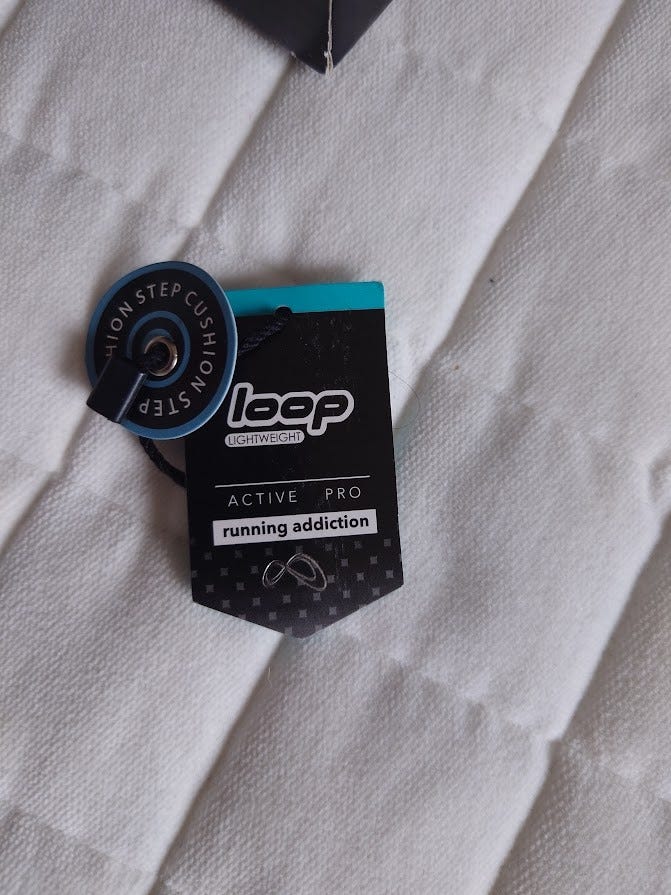 STEP CUSHION STEP CUSHION
loop
LIGHTWEIGHT
ACTIVE PRO
running addiction